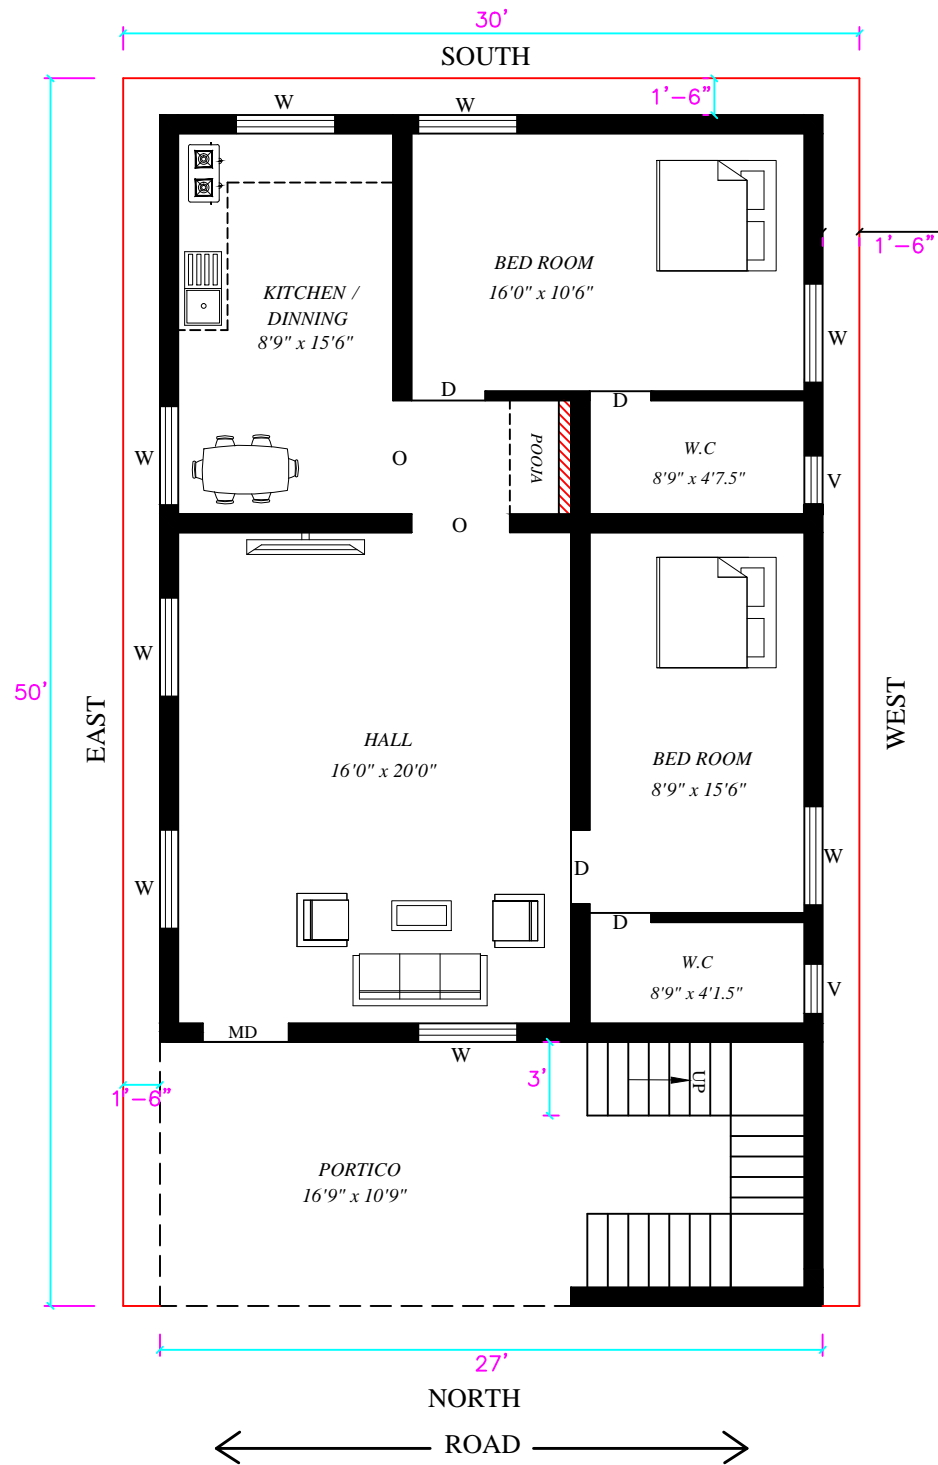 30'
SOUTH
1'-6"
W
W
1'-6"
BED ROOM
16'0" x 10'6"
KITCHEN /
DINNING
8'9" x 15'6"
W
D
D
W
O
POOJA
W.C
8'9" x 4'7.5"
V
O
W
50'
EAST
WEST
HALL
16'0" x 20'0"
BED ROOM
8'9" x 15'6"
W
W
D
D
W.C
8'9" x 4'1.5"
V
MD
W
3'
UP
1'-6"
PORTICO
16'9" x 10'9"
27'
NORTH
ROAD